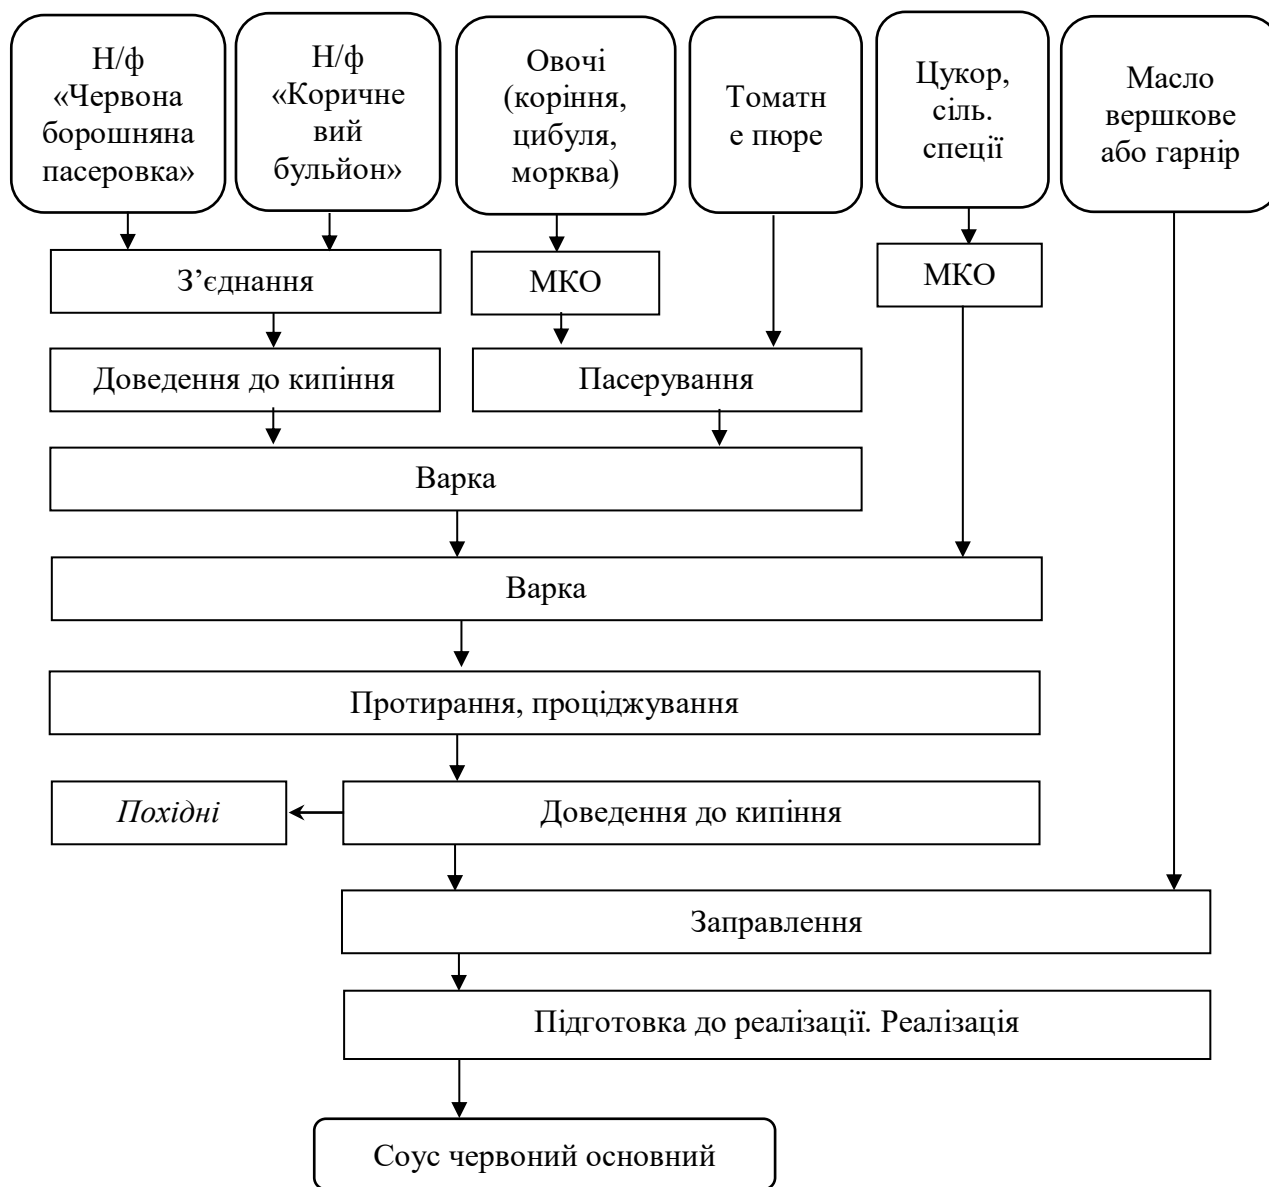 Н/ф
«Червона
борошняна
пасеровка»
Н/ф
«Коричне
вий
бульйон»
Овочі
(коріння,
цибуля,
морква)
Томатн
е пюре
Цукор,
сіль.
спеції
Масло
вершкове
або гарнір
З’єднання
МКО
МКО
Доведення до кипіння
Пасерування
Варка
Варка
Протирання, проціджування
Похідні
Доведення до кипіння
Заправлення
Підготовка до реалізації. Реалізація
Соус червоний основний